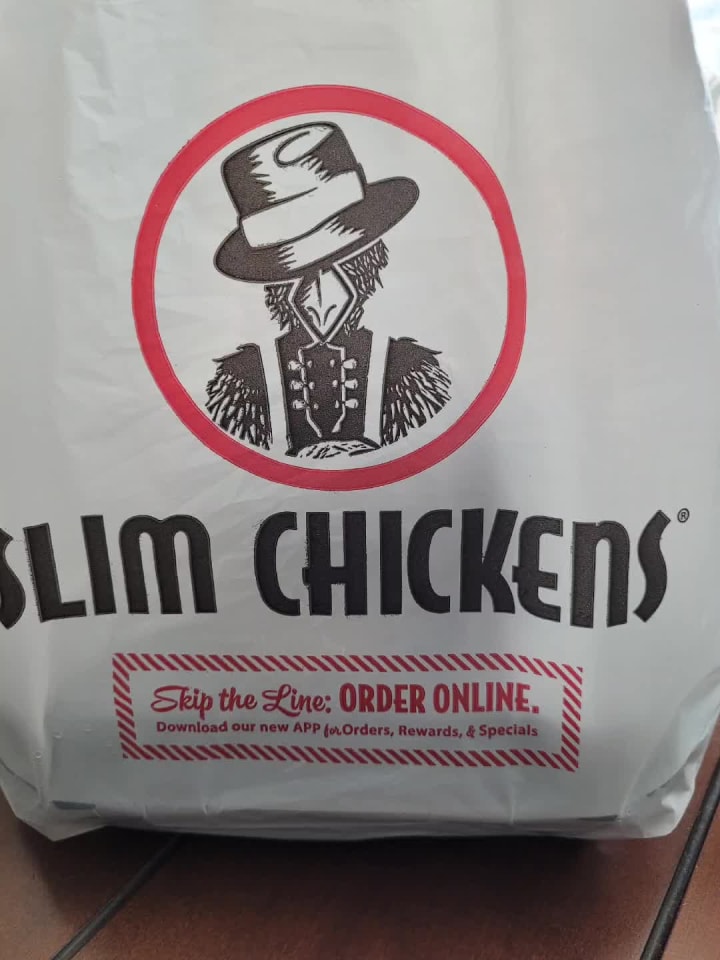 SLIM CHICKENS®
Skip the Line: ORDER ONLINE.
Download our new APP for Orders, Rewards, & Specials